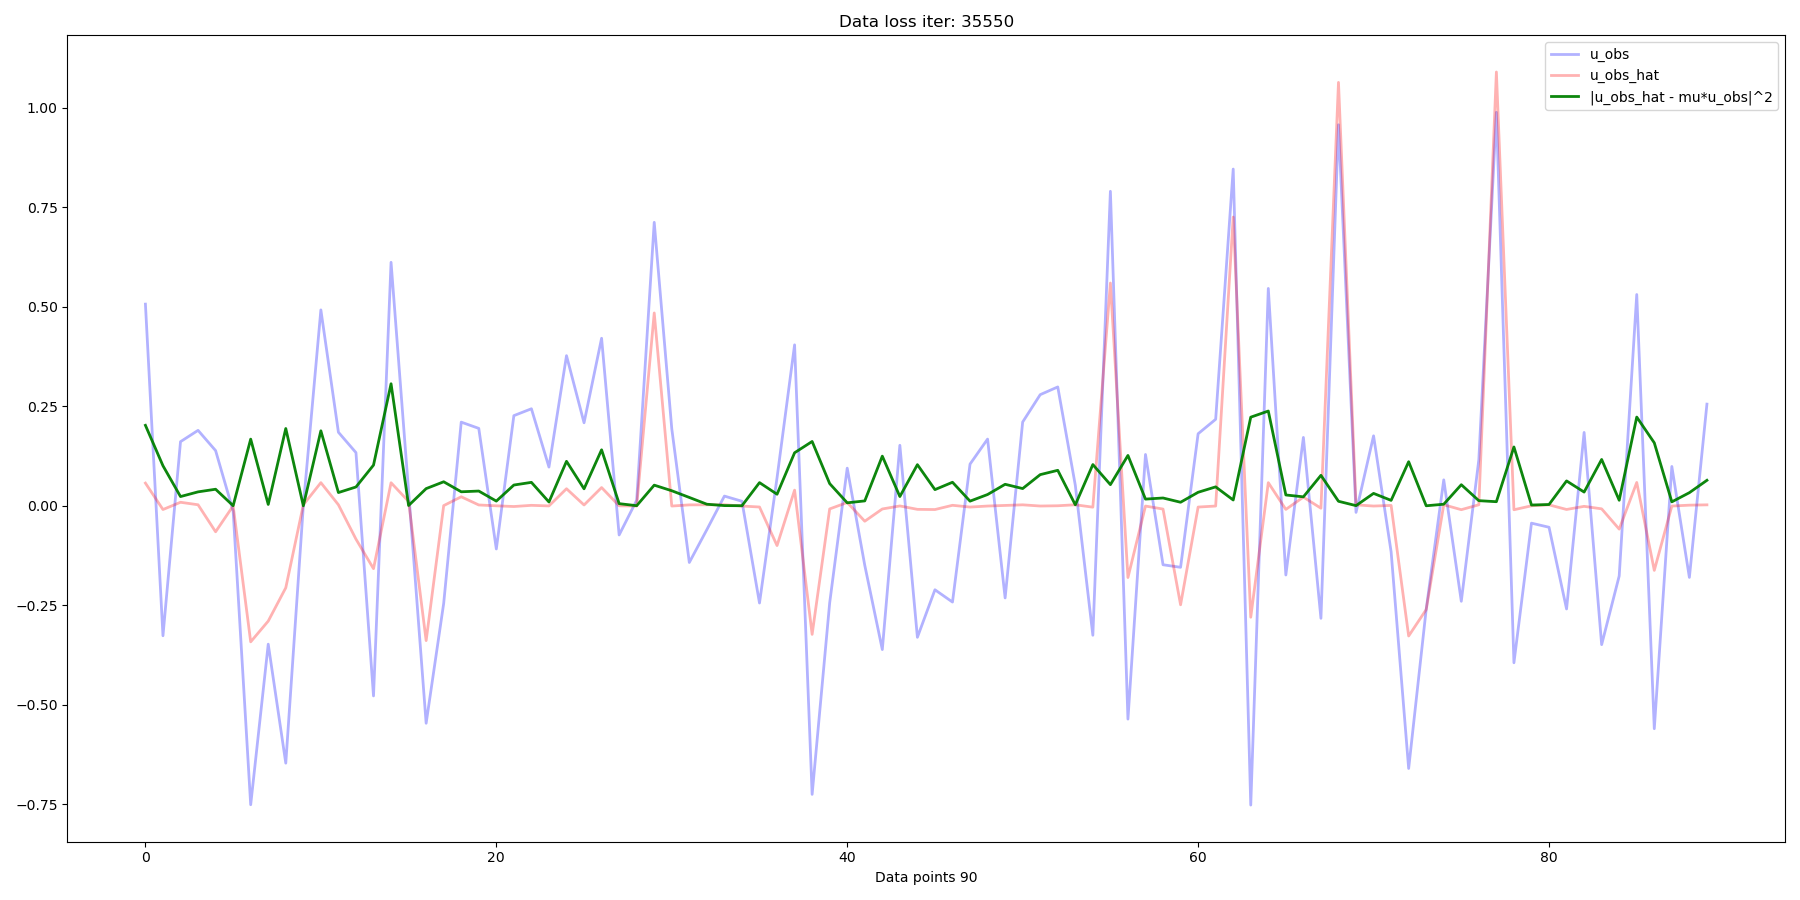 Data loss iter: 35550
u_obs
u_obs_hat
|u_obs_hat - mu*u_obs|^2
1.00
0.75
0.50
0.25
0.00
−0.25
−0.50
−0.75
0 20 40 60 80
Data points 90